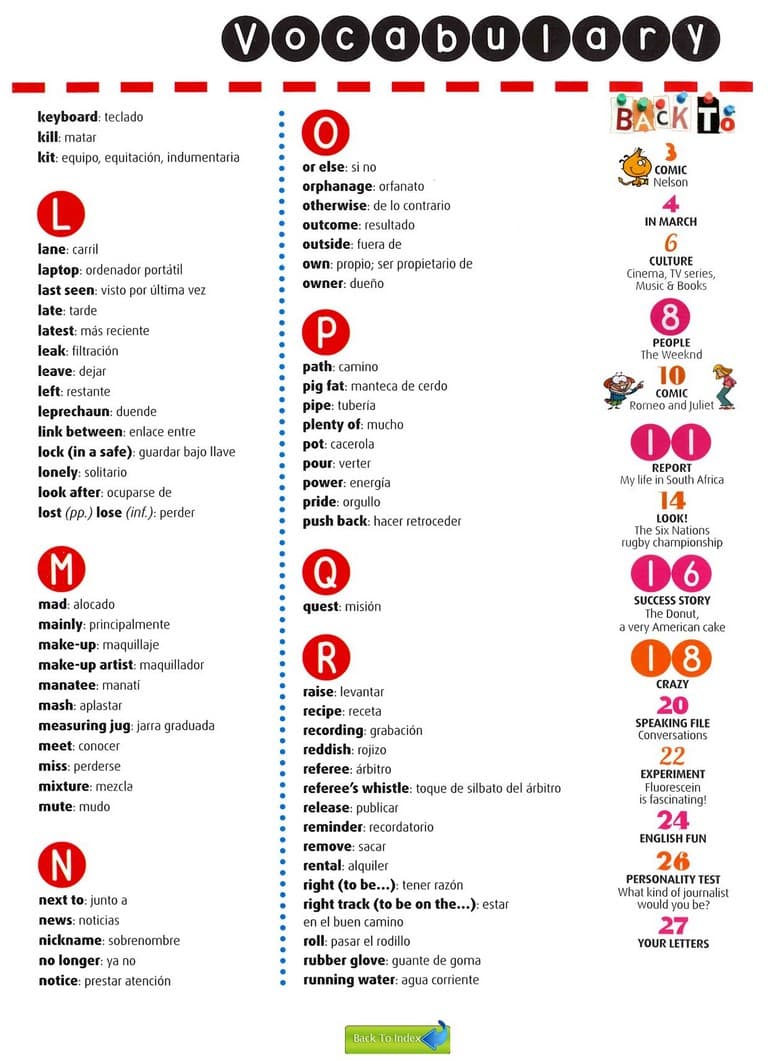 Vocabulary
keyboard: teclado
kill: matar
kit: equipo, equitación, indumentaria
L
lane: carril
laptop: ordenador portátil
last seen: visto por última vez
late: tarde
latest: más reciente
leak: filtración
leave: dejar
left: restante
leprechaun: duende
link between: enlace entre
lock (in a safe): guardar bajo llave
lonely: solitario
look after: ocuparse de
lost (pp.) lose (inf.): perder
M
mad: alocado
mainly: principalmente
make-up: maquillaje
make-up artist: maquillador
manatee: manatí
mash: aplastar
measuring jug: jarra graduada
meet: conocer
miss: perderse
mixture: mezcla
mute: mudo
N
next to: junto a
news: noticias
nickname: sobrenombre
no longer: ya no
notice: prestar atención
O
or else: si no
orphanage: orfanato
otherwise: de lo contrario
outcome: resultado
outside: fuera de
own: propio; ser propietario de
owner: dueño
P
path: camino
pig fat: manteca de cerdo
pipe: tubería
plenty of: mucho
pot: cacerola
pour: verter
power: energía
pride: orgullo
push back: hacer retroceder
Q
quest: misión
R
raise: levantar
recipe: receta
recording: grabación
reddish: rojizo
referee: árbitro
referee's whistle: toque de silbato del árbitro
release: publicar
reminder: recordatorio
remove: sacar
rental: alquiler
right (to be...): tener razón
right track (to be on the...): estar
en el buen camino
roll: pasar el rodillo
rubber glove: guante de goma
running water: agua corriente
BACK To
3
COMIC
Nelson
4
IN MARCH
6
CULTURE
Cinema, TV series,
Music & Books
8
PEOPLE
The Weeknd
10
COMIC
Romeo and Juliet
11
REPORT
My life in South Africa
14
LOOK!
The Six Nations
rugby championship
16
SUCCESS STORY
The Donut,
a very American cake
18
CRAZY
20
SPEAKING FILE
Conversations
22
EXPERIMENT
Fluorescein
is fascinating!
24
ENGLISH FUN
26
PERSONALITY TEST
What kind of journalist
would you be?
27
YOUR LETTERS
Back To Index